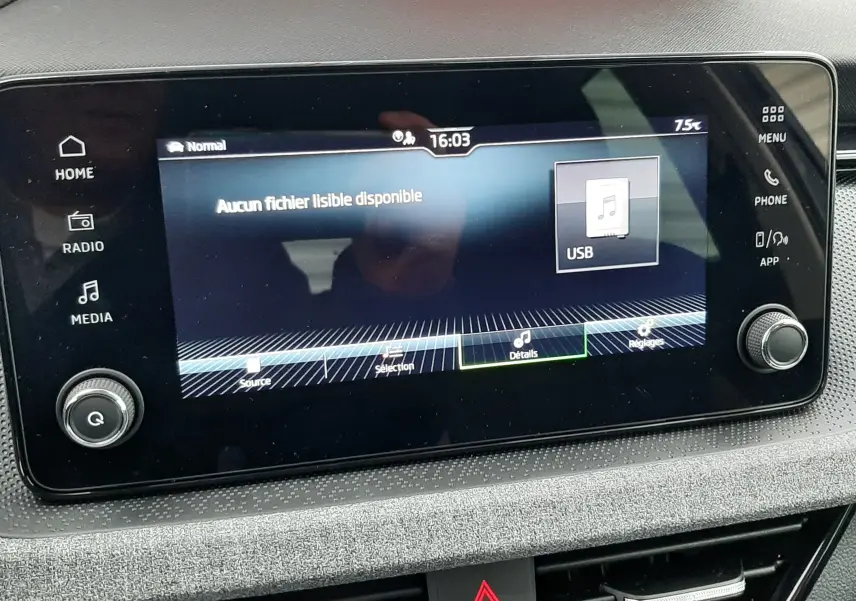 Normal
16:03
7.5°C
HOME
RADIO
MEDIA
Aucun fichier lisible disponible
USB
MENU
PHONE
APP
Source
Sélection
Détails
Réglages